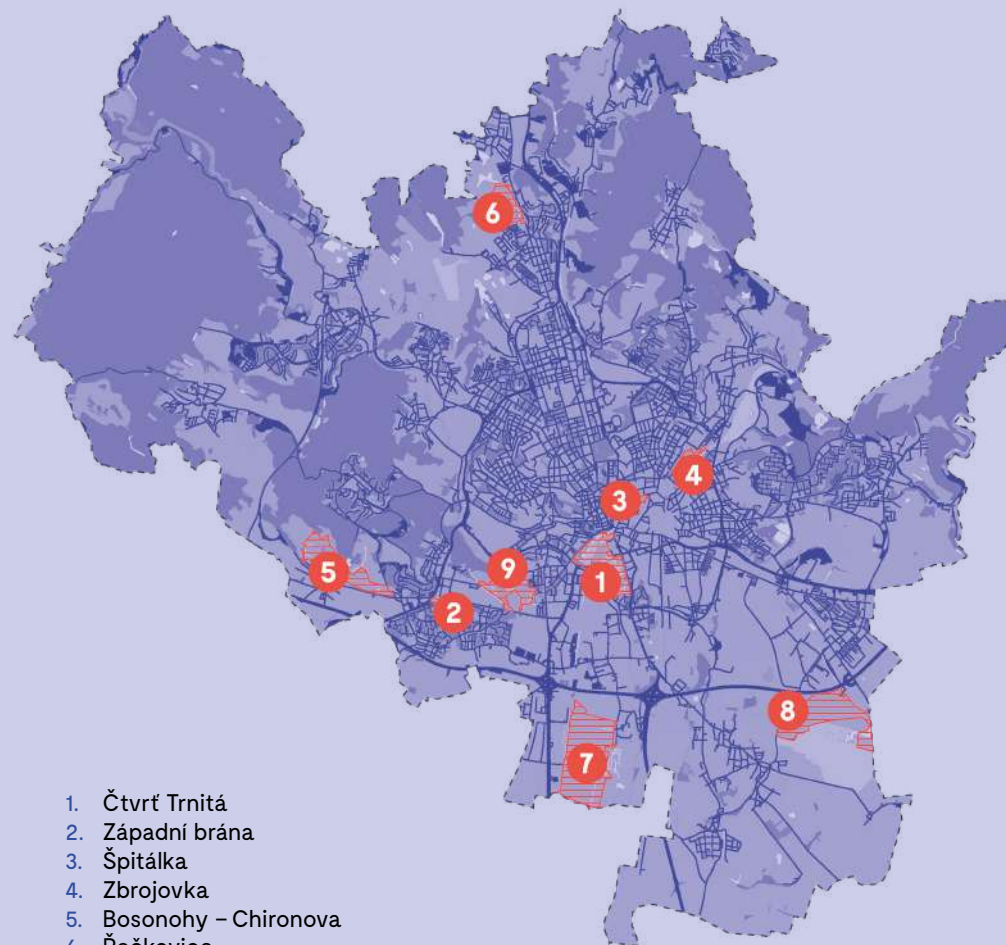 6
4
3
9
5
1
2
8
7
1. Čtvrť Trnitá
2. Západní brána
3. Špitálka
4. Zbrojovka
5. Bosonohy – Chironova